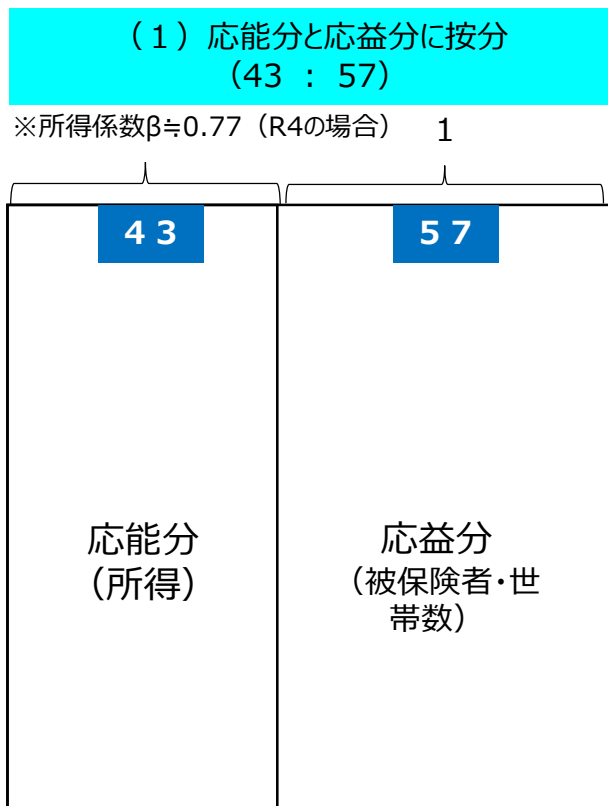 （1）応能分と応益分に按分
(43 : 57)
※所得係数β≒0.77（R4の場合） 1
４３ ５７
応能分
（所得）
応益分
（被保険者・世
帯数）